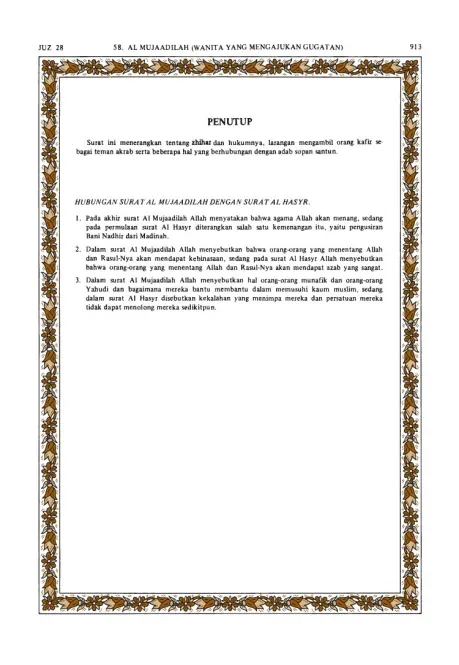 JUZ 28 58. AL MUJAADILAH (WANITA YANG MENGAJUKAN GUGATAN) 913
PENUTUP
Surat ini menerangkan tentang zhihar dan hukumnya, larangan mengambil orang kafir se-
bagai teman akrab serta beberapa hal yang berhubungan dengan adab sopan santun.
HUBUNGAN SURAT AL MUJAADILAH DENGAN SURAT AL HASYR.
1. Pada akhir surat Al Mujaadilah Allah menyatakan bahwa agama Allah akan menang, sedang
pada permulaan surat Al Hasyr diterangkan salah satu kemenangan itu, yaitu pengusiran
Bani Nadhir dari Madinah.
2. Dalam surat Al Mujaadilah Allah menyebutkan bahwa orang-orang yang menentang Allah
dan Rasul-Nya akan mendapat kebinasaan, sedang pada surat Al Hasyr Allah menyebutkan
bahwa orang-orang yang menentang Allah dan Rasul-Nya akan mendapat azab yang sangat.
3. Dalam surat Al Mujaadilah Allah menyebutkan hal orang-orang munafik dan orang-orang
Yahudi dan bagaimana mereka bantu membantu dalam memusuhi kaum muslim, sedang
dalam surat Al Hasyr disebutkan kekalahan yang menimpa mereka dan persatuan mereka
tidak dapat menolong mereka sedikitpun.